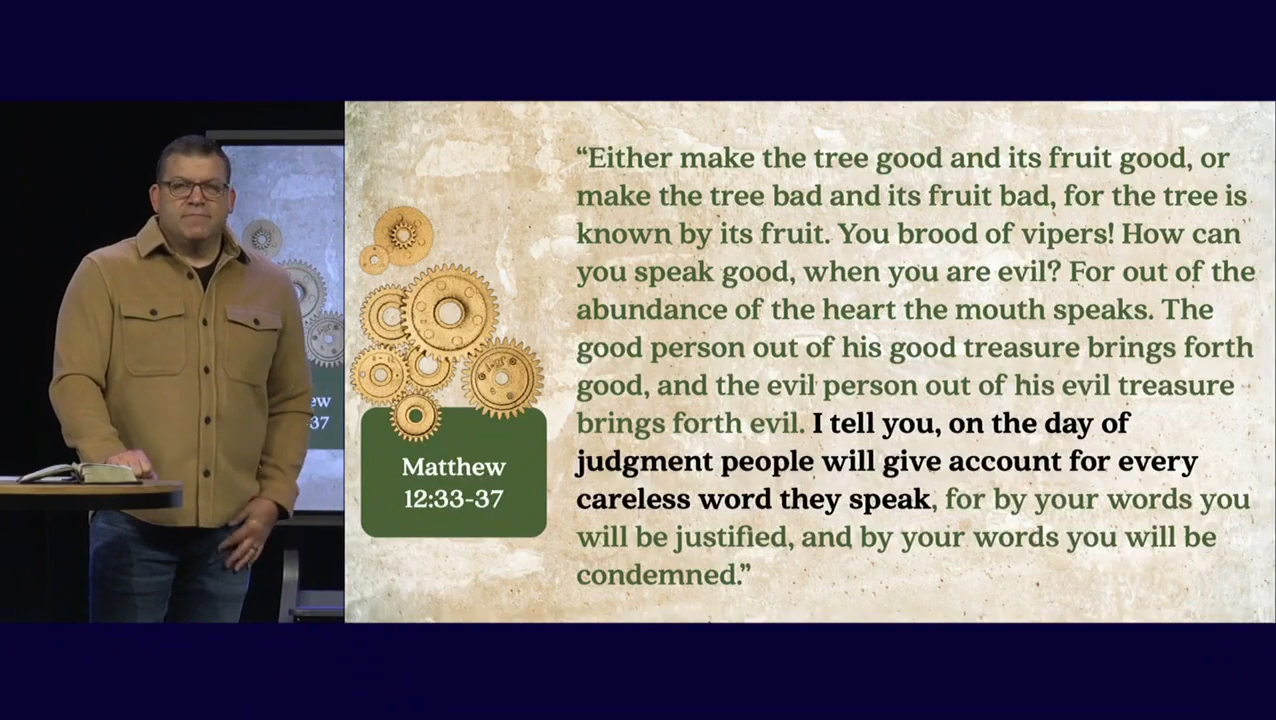 ew
37
Matthew
12:33-37
“Either make the tree good and its fruit good, or
make the tree bad and its fruit bad, for the tree is
known by its fruit. You brood of vipers! How can
you speak good, when you are evil? For out of the
abundance of the heart the mouth speaks. The
good person out of his good treasure brings forth
good, and the evil person out of his evil treasure
brings forth evil. I tell you, on the day of
judgment people will give account for every
careless word they speak, for by your words you
will be justified, and by your words you will be
condemned.”